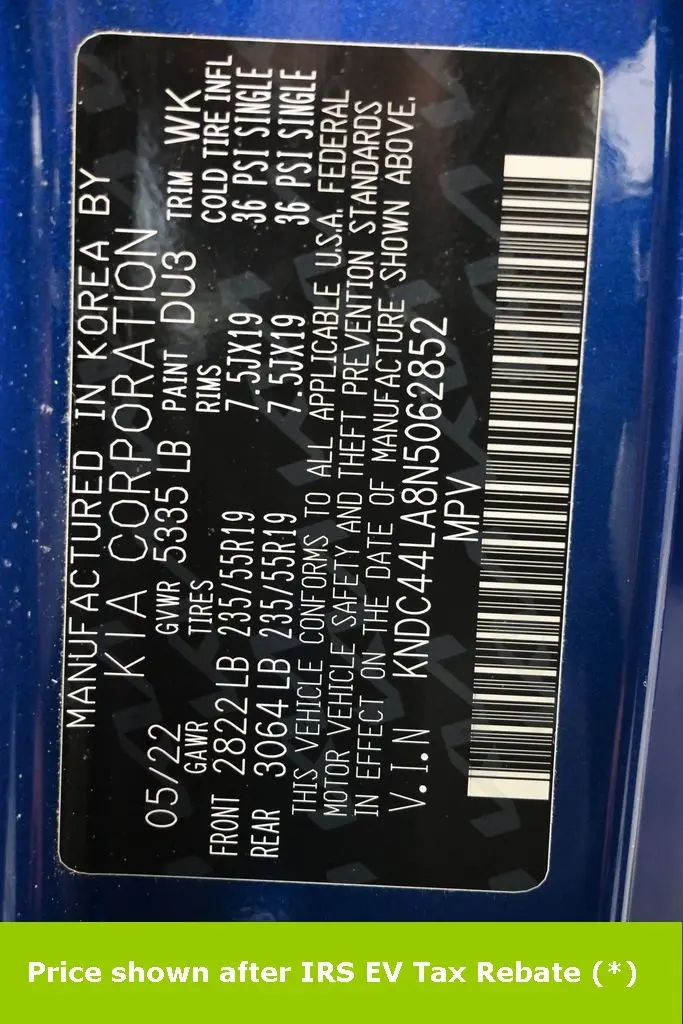 MANUFACTURED IN KOREA BY
KIA CORPORATION
05/22 GVWR 5335 LB PAINT DU3 TRIM WK
GAWR TIRES RIMS COLD TIRE INFL
FRONT 2822 LB 235/55R19 7.5JX19 36 PSI SINGLE
REAR 3064 LB 235/55R19 7.5JX19 36 PSI SINGLE
THIS VEHICLE CONFORMS TO ALL APPLICABLE U.S.A. FEDERAL
MOTOR VEHICLE SAFETY AND THEFT PREVENTION STANDARDS
IN EFFECT ON THE DATE OF MANUFACTURE SHOWN ABOVE.
V.I.N KNDC44LA8N5062852
MPV
Price shown after IRS EV Tax Rebate (*)